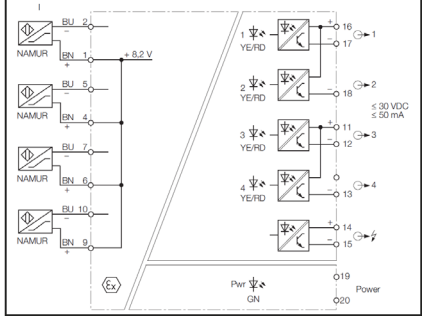 I
BU 2
−
NAMUR
BN 1
+
+ 8,2 V
BU 5
−
NAMUR
BN 4
+
BU 7
−
NAMUR
BN 6
+
BU 10
−
NAMUR
BN 9
+
Ex
1
YE/RD
+ 16
− 17
1
2
YE/RD
− 18
2
≤ 30 VDC
≤ 50 mA
3
YE/RD
+ 11
− 12
3
4
YE/RD
− 13
4
+ 14
− 15
Pwr
GN
19
Power
20